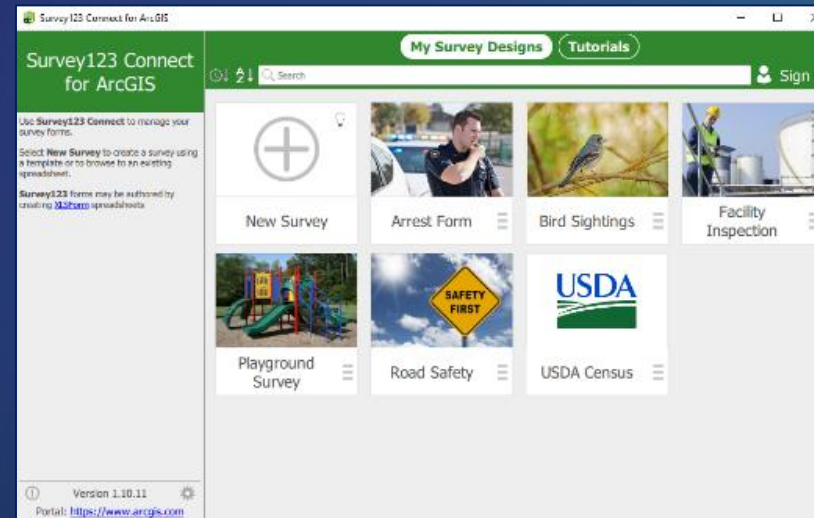 Survey123 Connect for ArcGIS
My Survey Designs
Tutorials
Survey123 Connect
for ArcGIS
Search
Sign
Use Survey123 Connect to manage your
survey forms.
Select New Survey to create a survey using
a template or to browse to an existing
spreadsheet.
Survey123 forms may be authored by
creating XLSForm spreadsheets
New Survey
Arrest Form
Bird Sightings
Facility
Inspection
SAFETY
FIRST
USDA
Playground
Survey
Road Safety
USDA Census
Version 1.10.11
Portal: https://www.arcgis.com